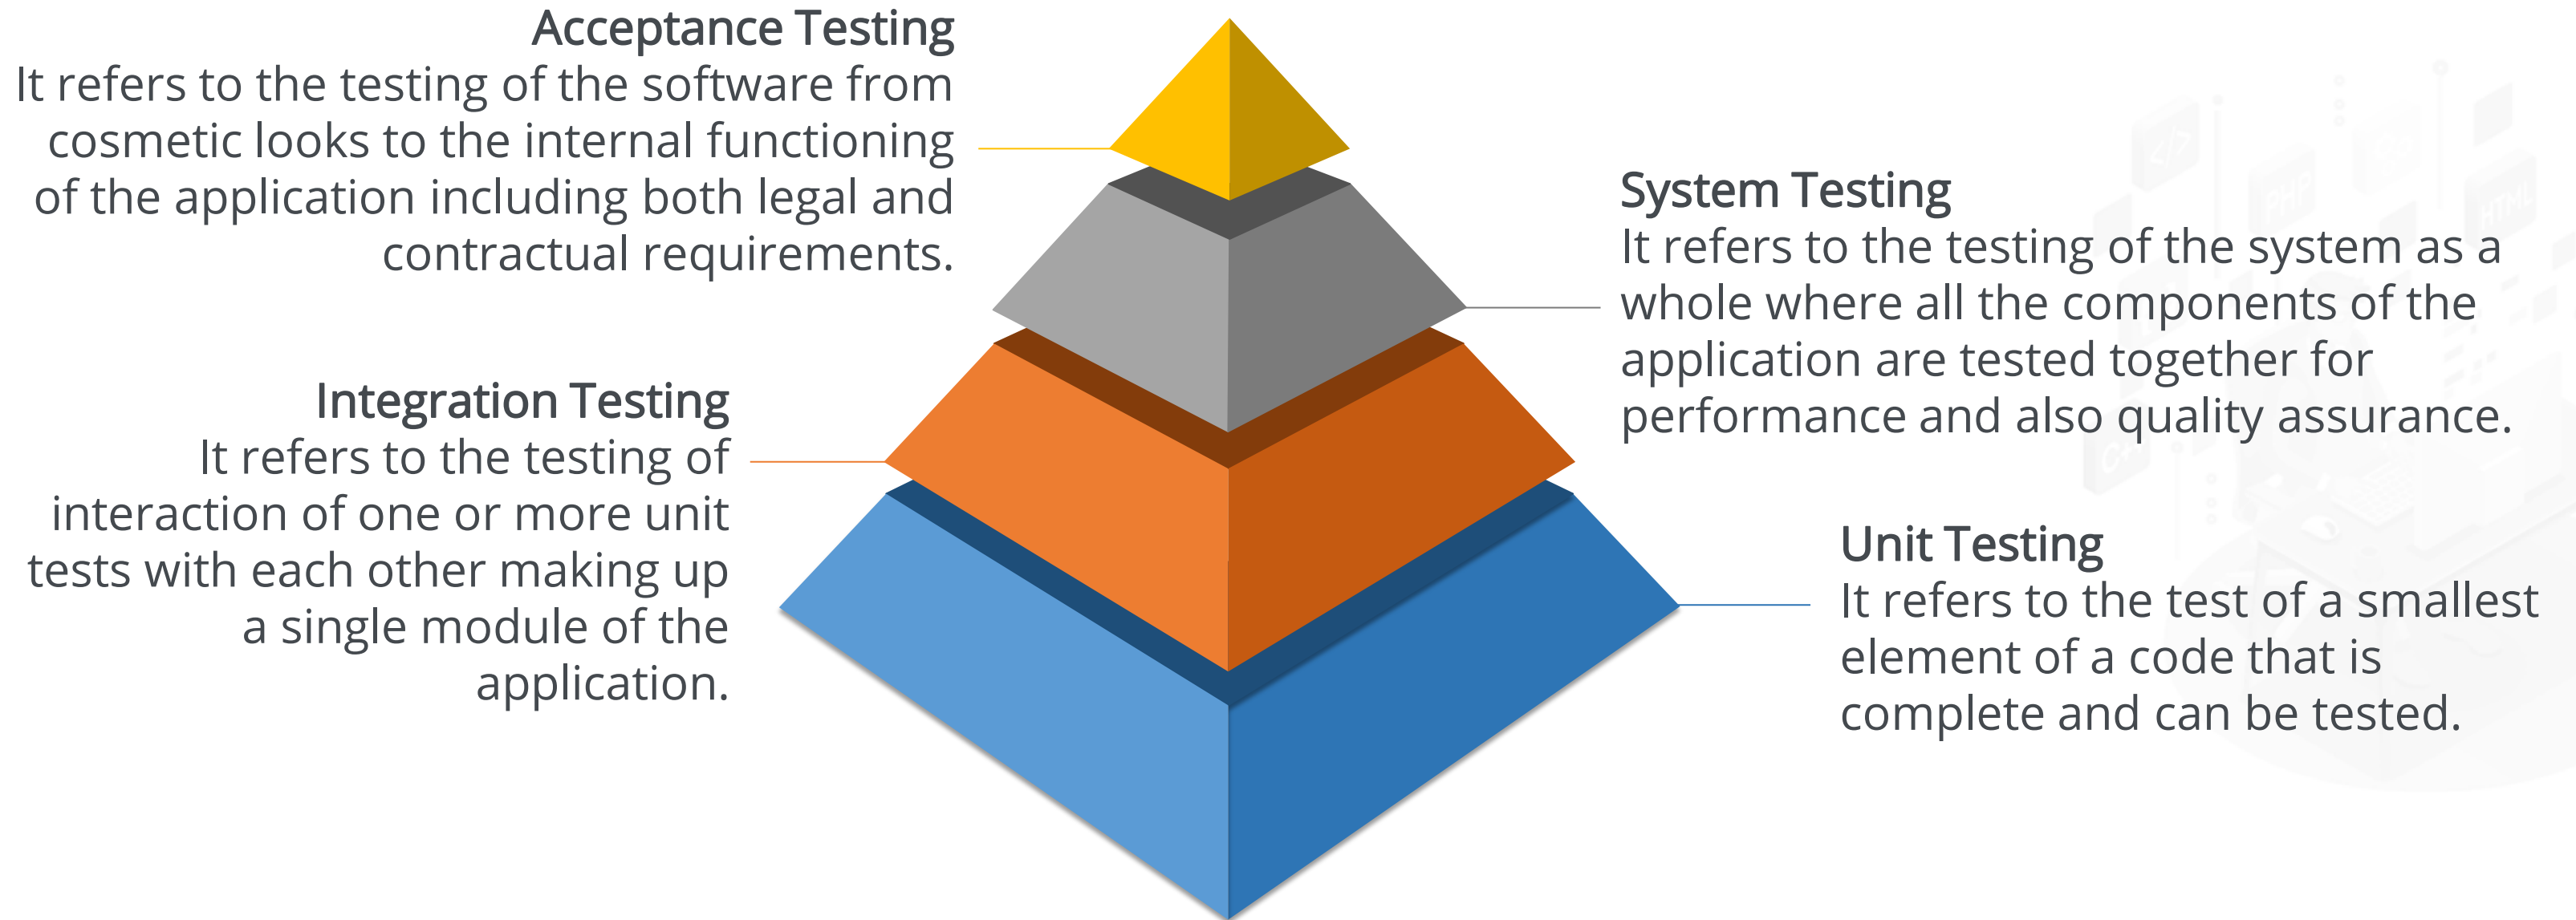 Acceptance Testing
It refers to the testing of the software from
cosmetic looks to the internal functioning
of the application including both legal and
contractual requirements.
System Testing
It refers to the testing of the system as a
whole where all the components of the
application are tested together for
performance and also quality assurance.
Integration Testing
It refers to the testing of
interaction of one or more unit
tests with each other making up
a single module of the
application.
Unit Testing
It refers to the test of a smallest
element of a code that is
complete and can be tested.
</>
PHP
HTML